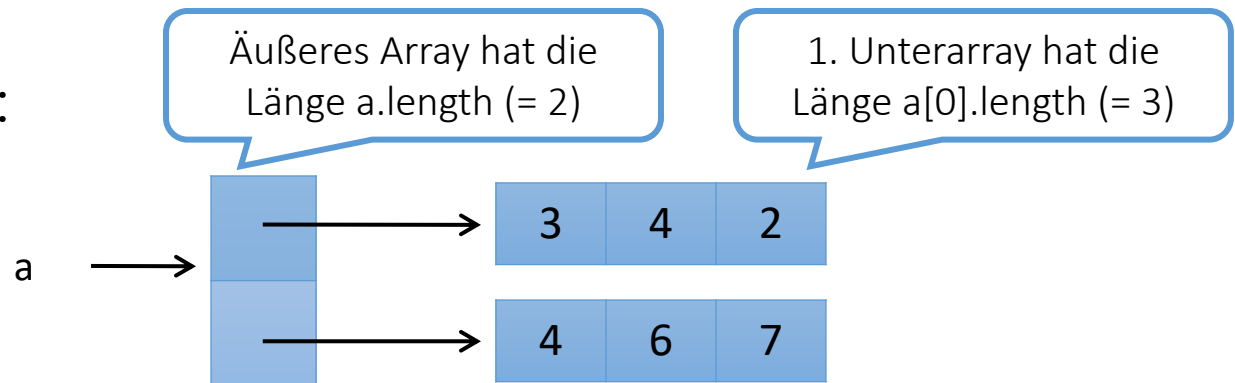 Äußeres Array hat die
Länge a.length (= 2)
1. Unterarray hat die
Länge a[0].length (= 3)
:
a
3 4 2
4 6 7